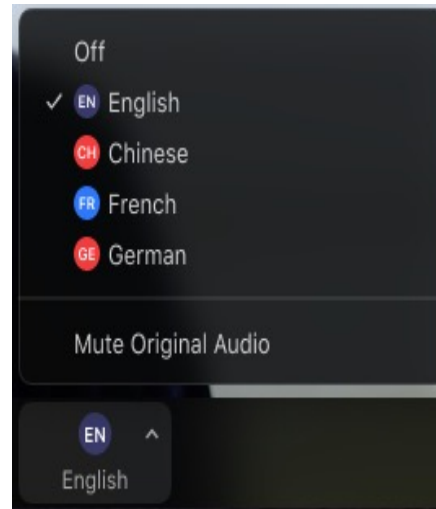 Off
EN English
CH Chinese
FR French
GE German
Mute Original Audio
EN
English